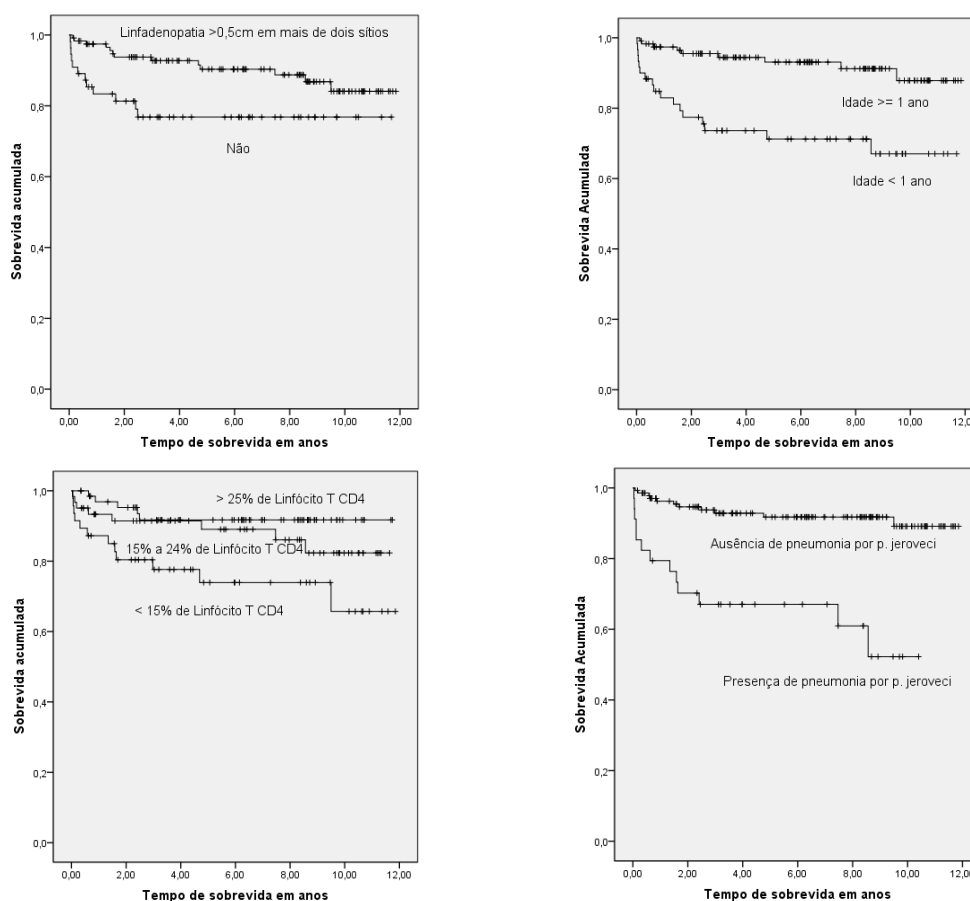 Linfadenopatia >0,5cm em mais de dois sítios
Não
Sobrevida acumulada
1,0
0,8
0,6
0,4
0,2
0,0
0,00 2,00 4,00 6,00 8,00 10,00 12,00
Tempo de sobrevida em anos
Idade >= 1 ano
Idade < 1 ano
Sobrevida Acumulada
1,0
0,8
0,6
0,4
0,2
0,0
0,00 2,00 4,00 6,00 8,00 10,00 12,00
Tempo de sobrevida em anos
> 25% de Linfócito T CD4
15% a 24% de Linfócito T CD4
< 15% de Linfócito T CD4
Sobrevida acumulada
1,0
0,8
0,6
0,4
0,2
0,0
0,00 2,00 4,00 6,00 8,00 10,00 12,00
Tempo de sobrevida em anos
Ausência de pneumonia por p. jeroveci
Presença de pneumonia por p. jeroveci
Sobrevida Acumulada
1,0
0,8
0,6
0,4
0,2
0,0
0,00 2,00 4,00 6,00 8,00 10,00 12,00
Tempo de sobrevida em anos